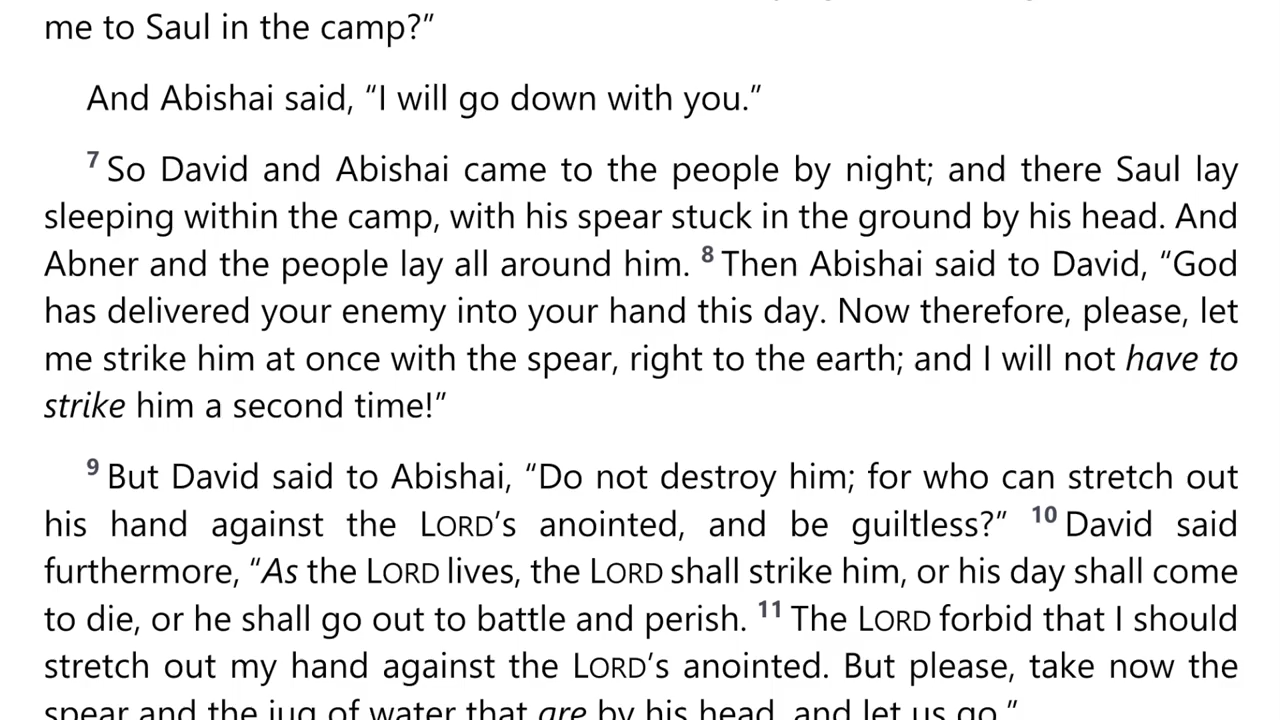 me to Saul in the camp?”
And Abishai said, “I will go down with you.”
7 So David and Abishai came to the people by night; and there Saul lay
sleeping within the camp, with his spear stuck in the ground by his head. And
Abner and the people lay all around him. 8 Then Abishai said to David, “God
has delivered your enemy into your hand this day. Now therefore, please, let
me strike him at once with the spear, right to the earth; and I will not have to
strike him a second time!”
9 But David said to Abishai, “Do not destroy him; for who can stretch out
his hand against the LORD’s anointed, and be guiltless?” 10 David said
furthermore, “As the LORD lives, the LORD shall strike him, or his day shall come
to die, or he shall go out to battle and perish. 11 The LORD forbid that I should
stretch out my hand against the LORD’s anointed. But please, take now the
spear and the jug of water that are by his head, and let us go.”